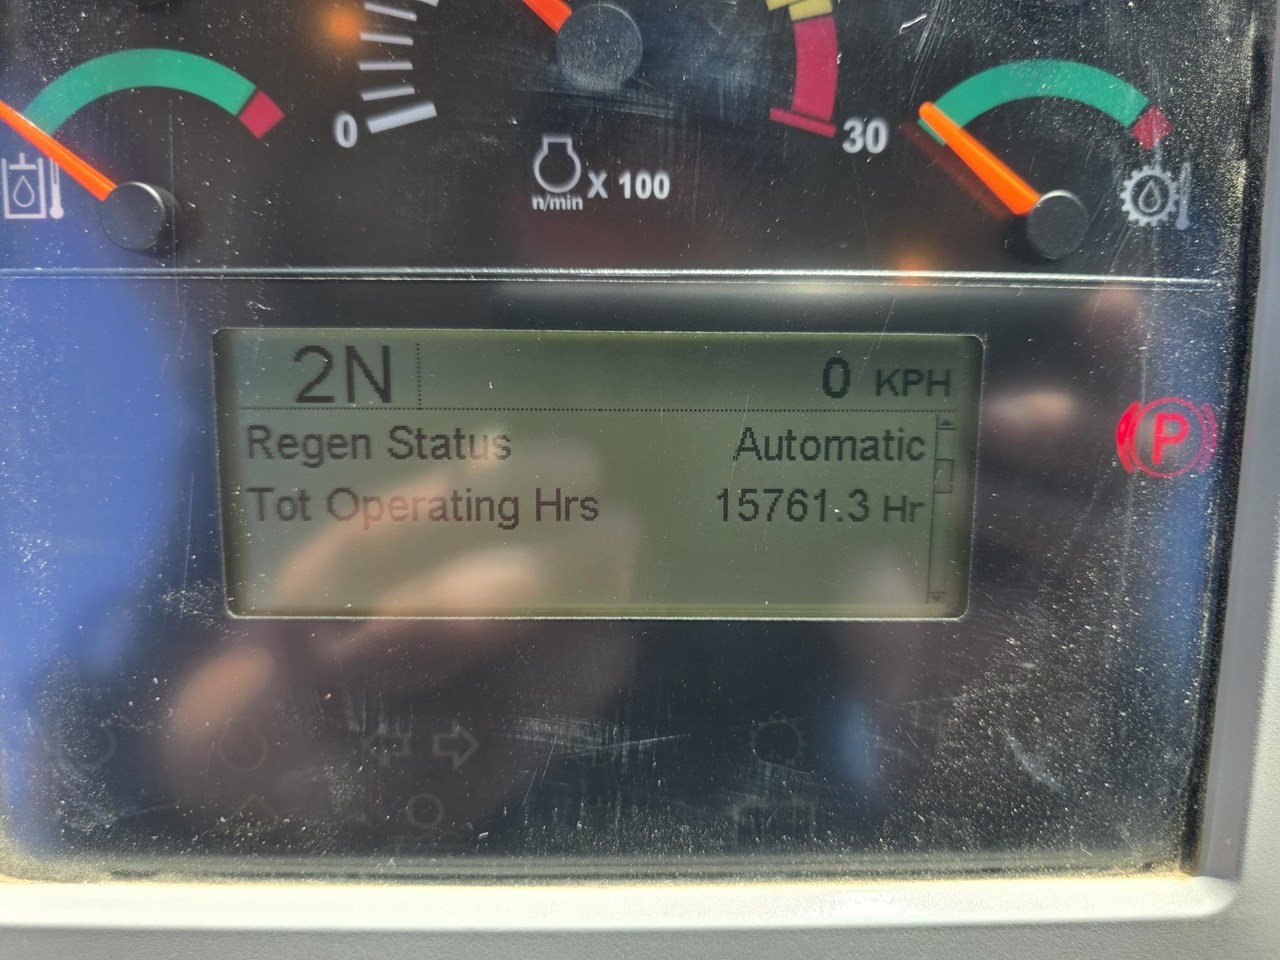 0
30
n/min X 100
2N 0 KPH
Regen Status Automatic
Tot Operating Hrs 15761.3 Hr
P